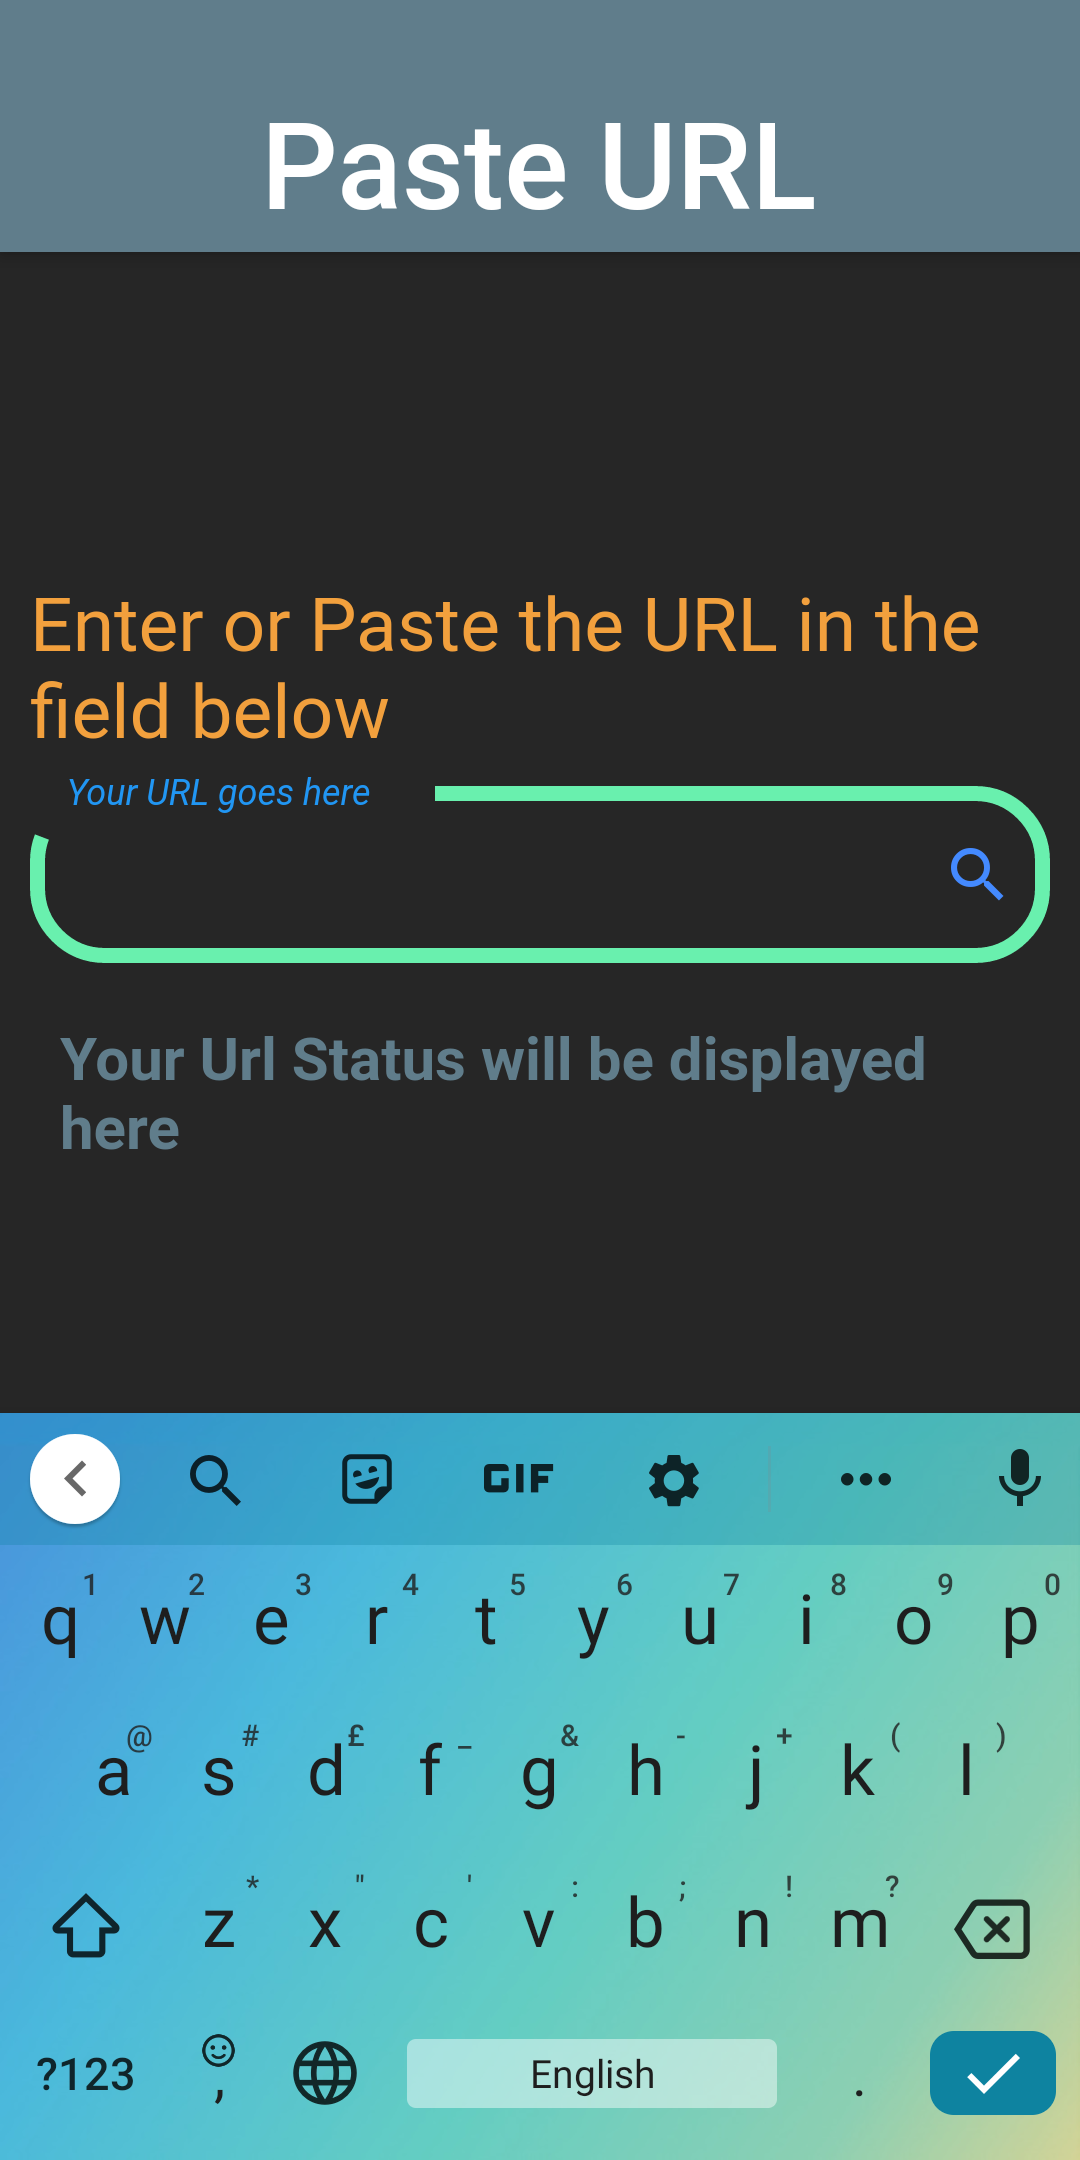 Paste URL
Enter or Paste the URL in the
field below
Your URL goes here
Your Url Status will be displayed
here
GIF
1 2 3 4 5 6 7 8 9 0
q w e r t y u i o p
@ # £ _ & - + ( )
a s d f g h j k l
* " ' : ; ! ?
z x c v b n m
?123 , English .